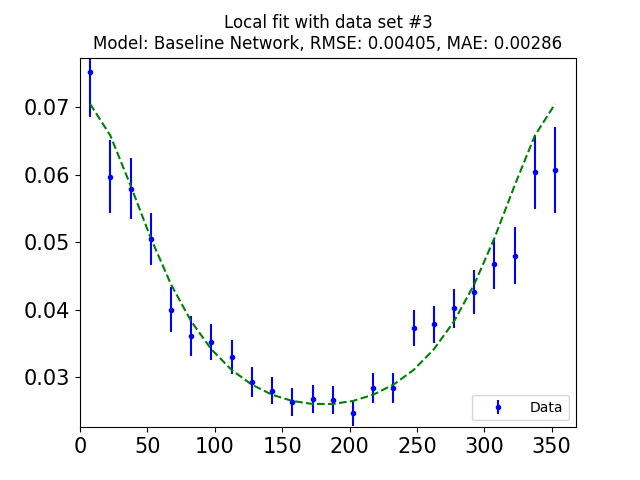 Local fit with data set #3
Model: Baseline Network, RMSE: 0.00405, MAE: 0.00286
0.07
0.06
0.05
0.04
0.03
Data
0 50 100 150 200 250 300 350